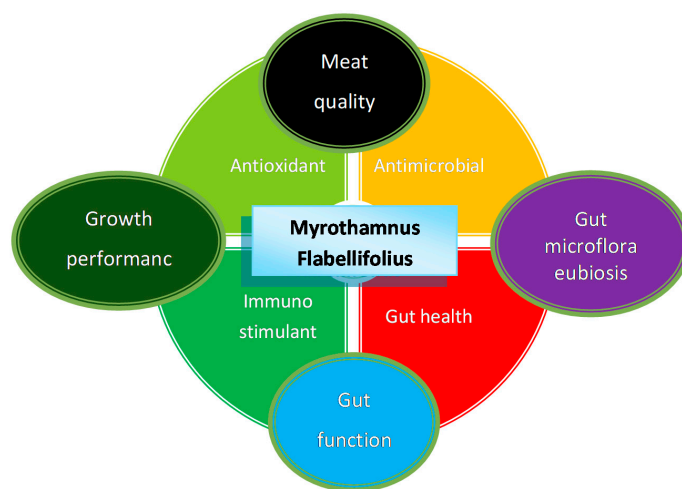 Meat
quality
Antioxidant
Antimicrobial
Growth
performanc
Myrothamnus
Flabellifolius
Gut
microflora
eubiosis
Immuno
stimulant
Gut health
Gut
function